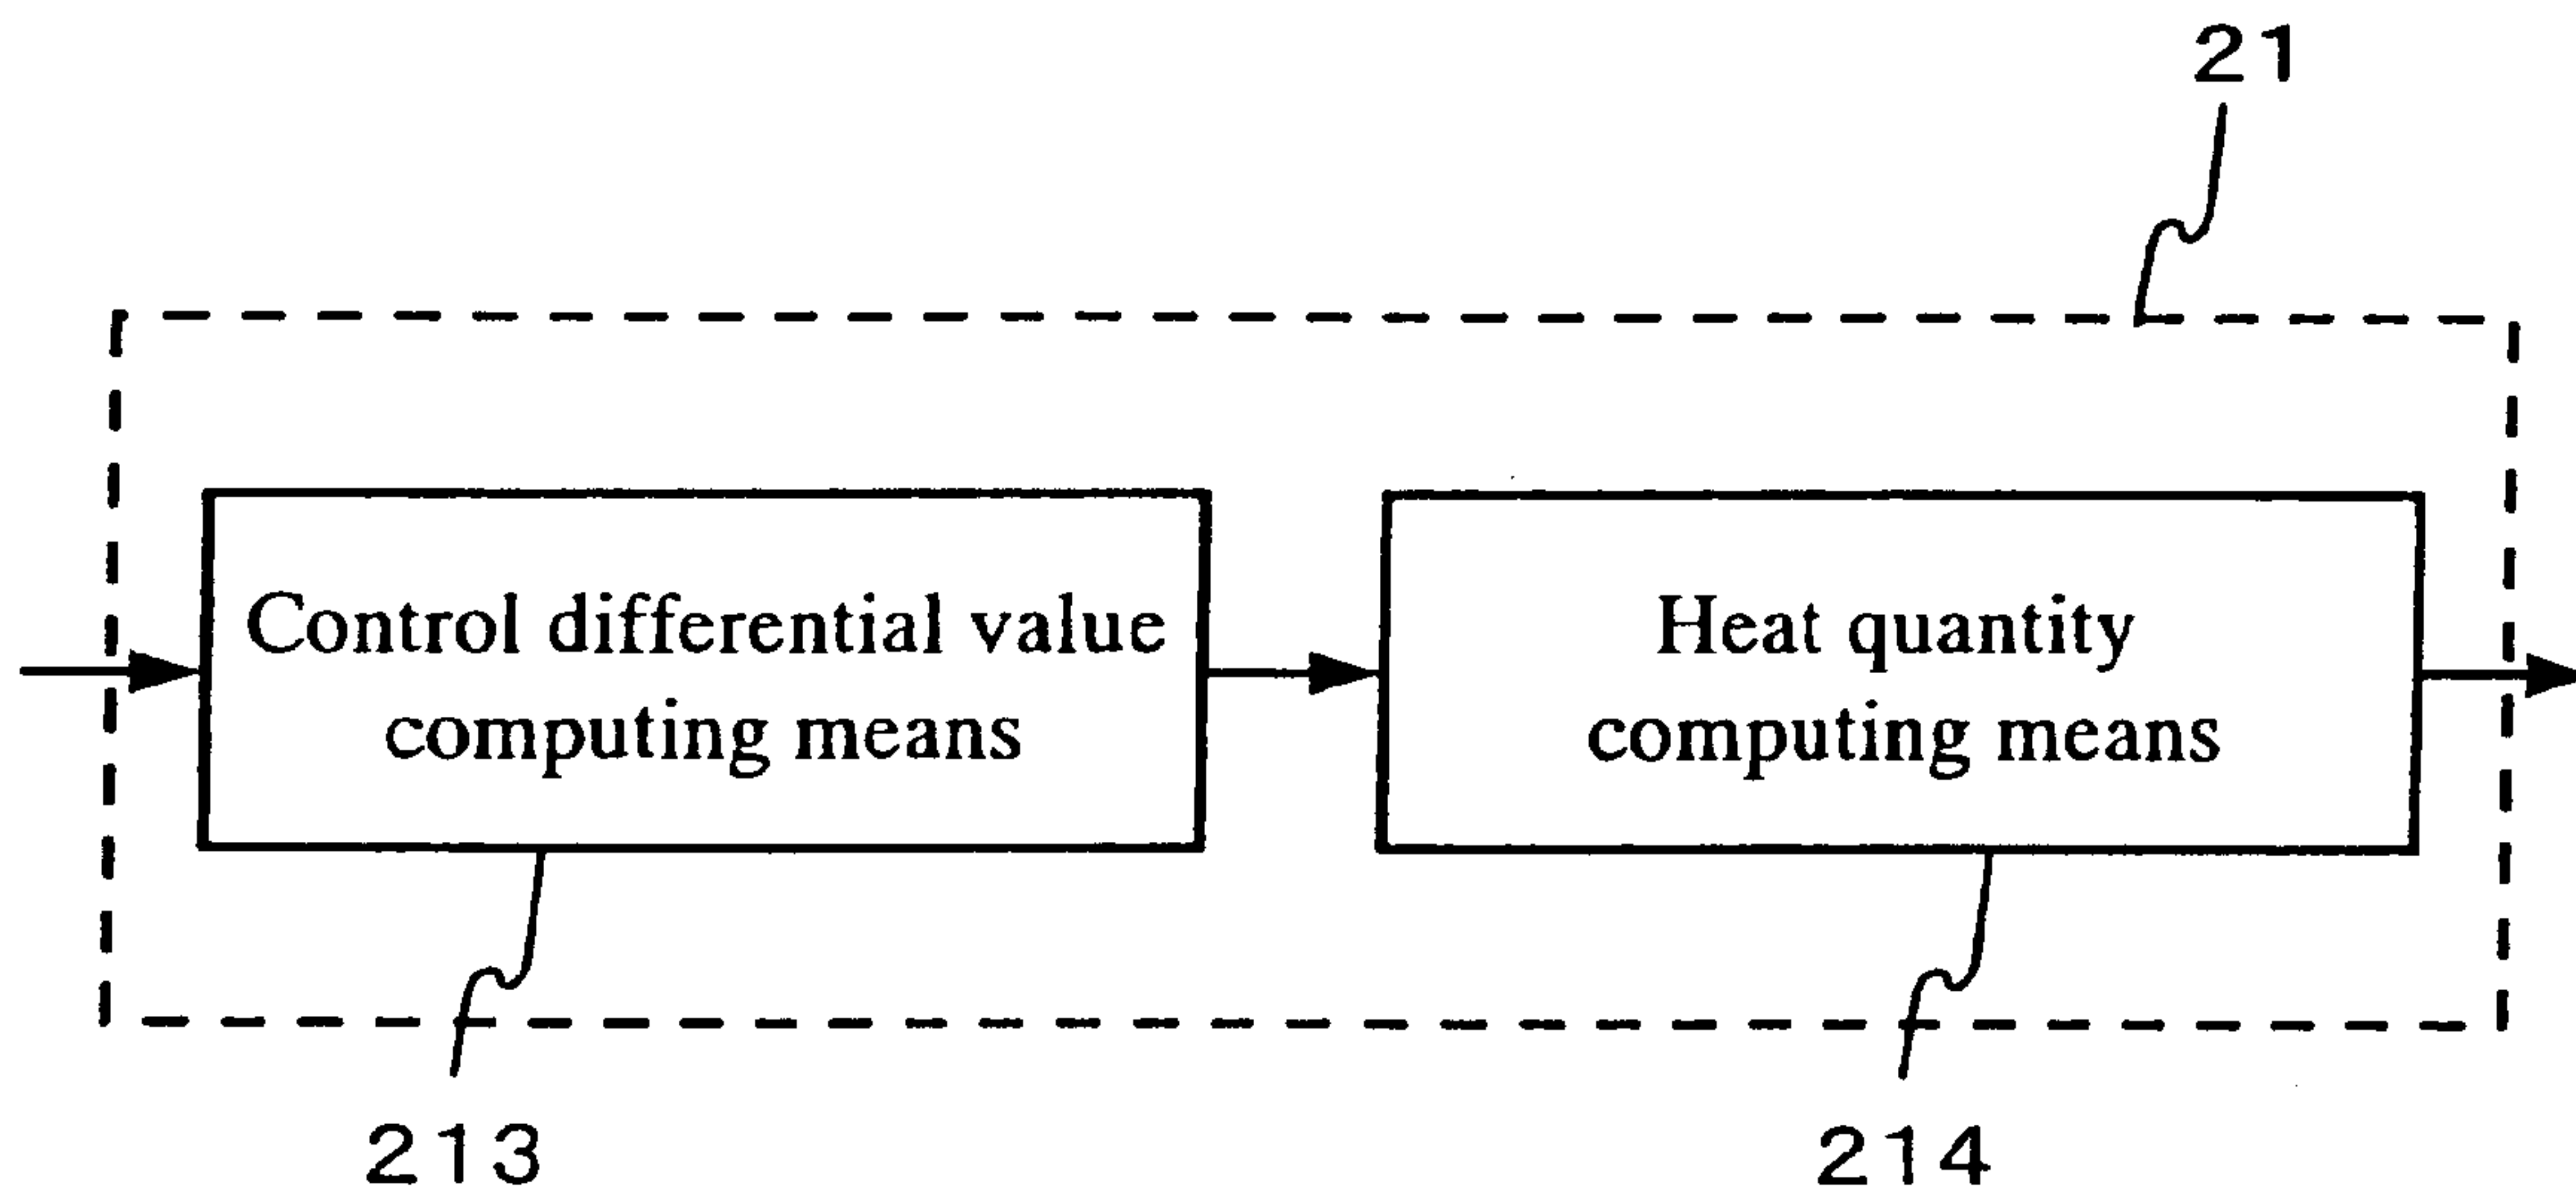 21
Control differential value
computing means
Heat quantity
computing means
213
214